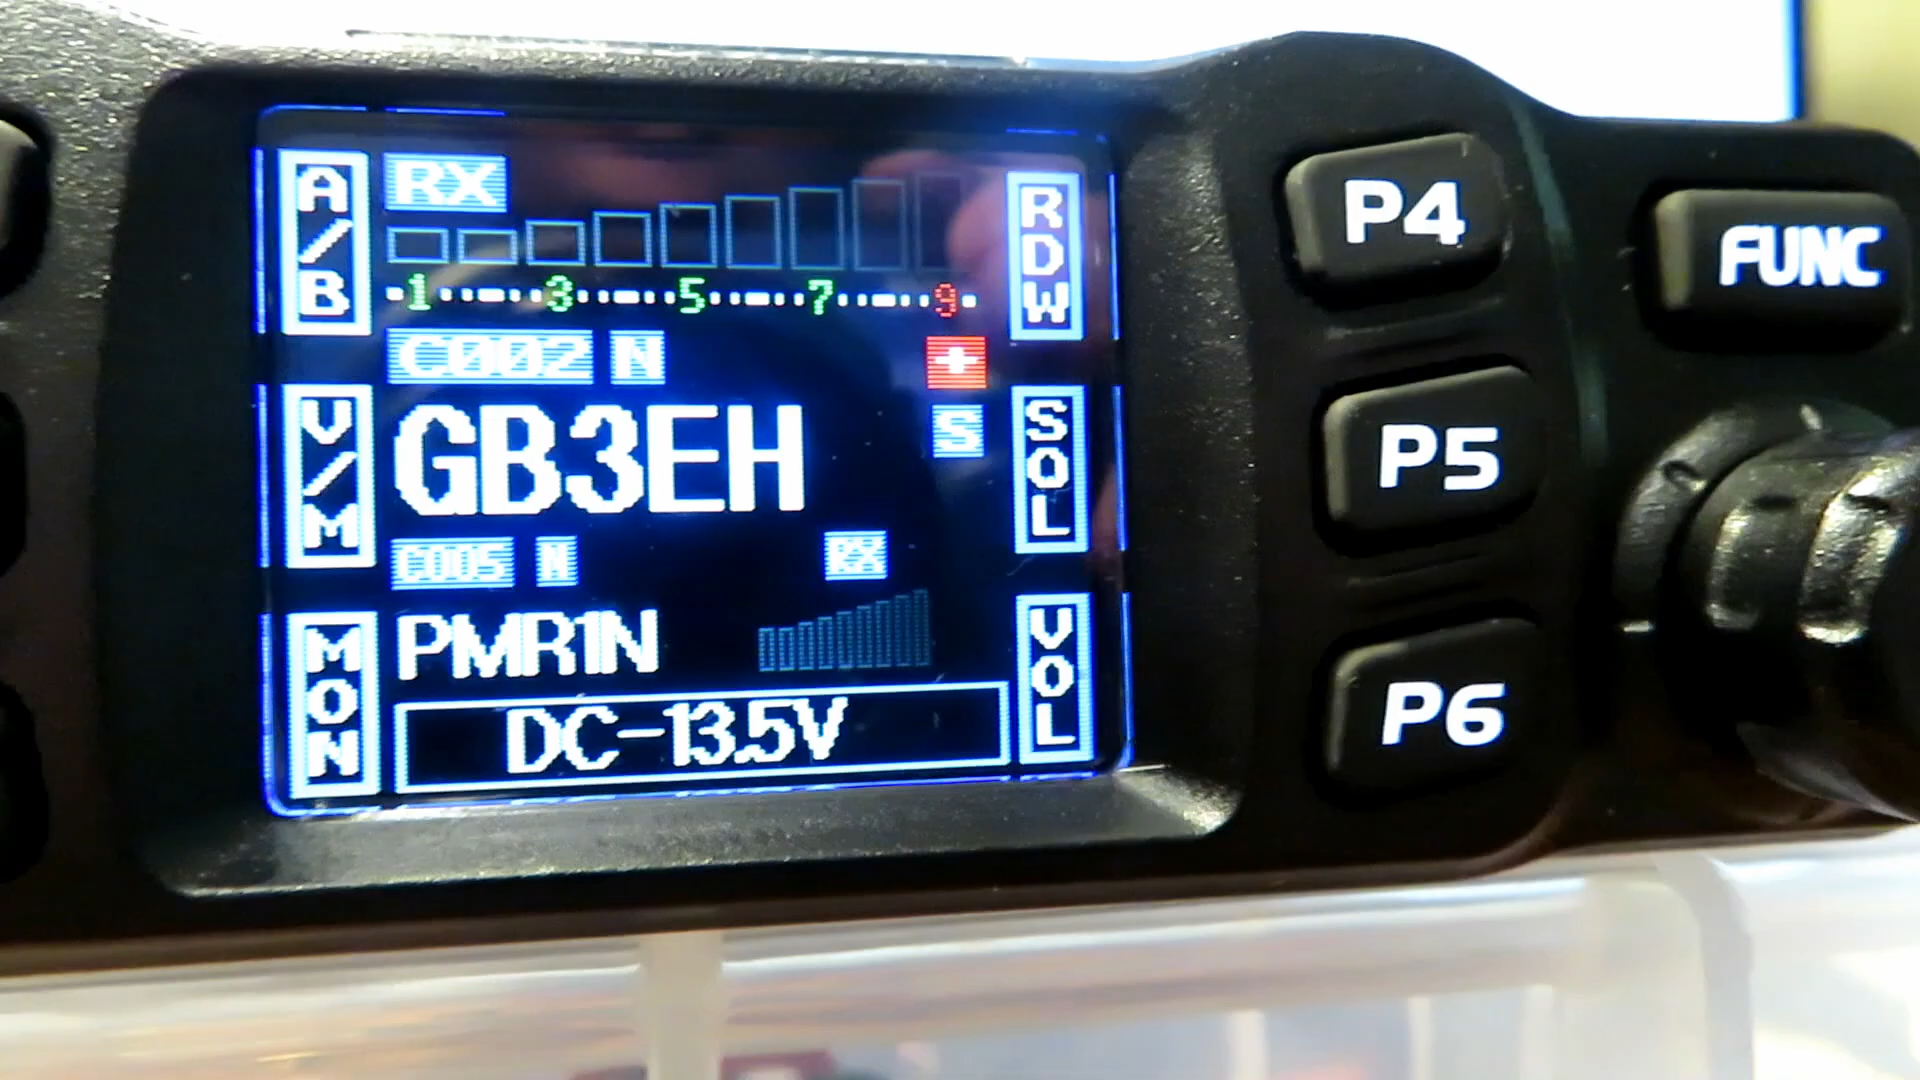 A/B
RX
RDW
1 3 5 7 9
C002 N +
GB3EH
S
V/M
SOL
C005 N RX
PMR1N
MON
VOL
DC-13.5V
P4
P5
P6
FUNC